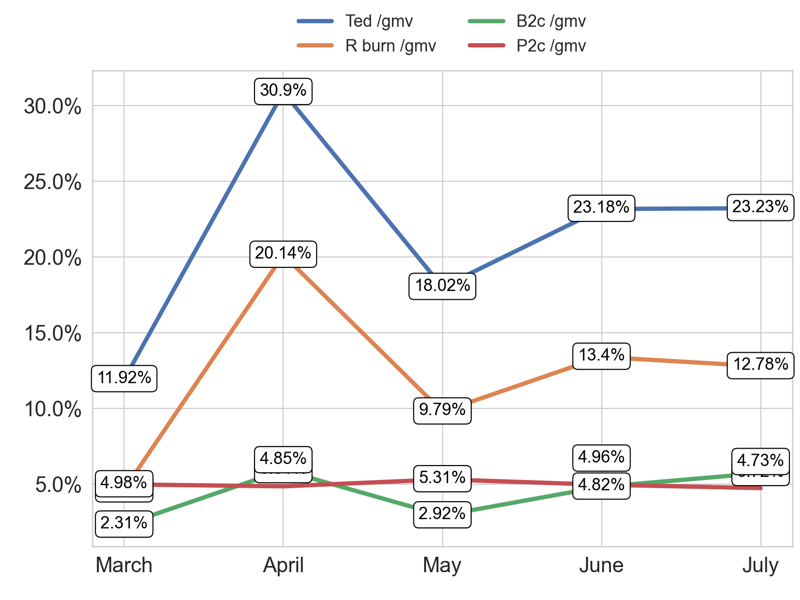 Ted /gmv
B2c /gmv
R burn /gmv
P2c /gmv
30.0%
25.0%
20.0%
15.0%
10.0%
5.0%
30.9%
23.18%
23.23%
20.14%
18.02%
11.92%
13.4%
12.78%
9.79%
4.98%
4.85%
5.31%
4.96%
4.82%
4.73%
2.31%
2.92%
March
April
May
June
July